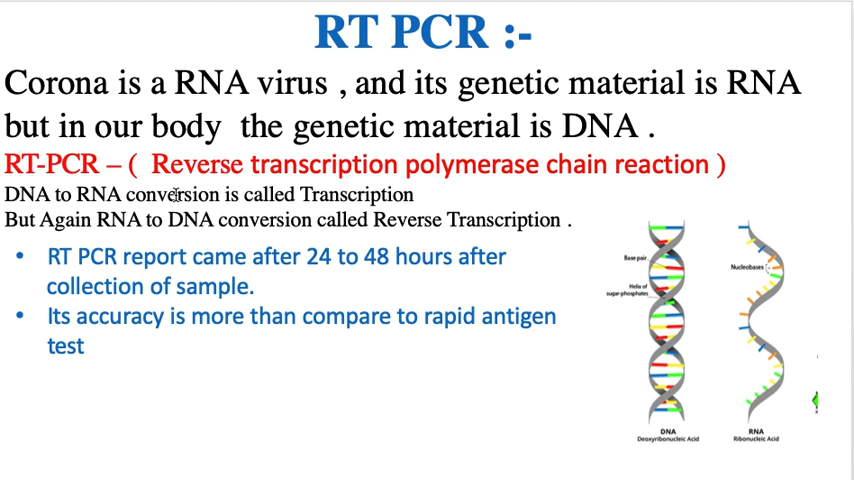 RT PCR :-
Corona is a RNA virus , and its genetic material is RNA
but in our body the genetic material is DNA .
RT-PCR – ( Reverse transcription polymerase chain reaction )
DNA to RNA conversion is called Transcription
But Again RNA to DNA conversion called Reverse Transcription .
• RT PCR report came after 24 to 48 hours after
collection of sample.
• Its accuracy is more than compare to rapid antigen
test
Base pair
Helix of
sugar-phosphates
Nucleobases
DNA
Deoxyribonucleic Acid
RNA
Ribonucleic Acid